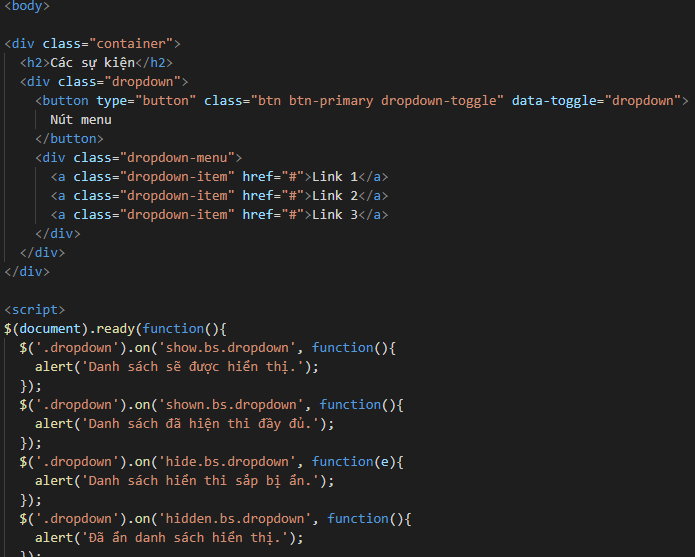 <body>
<div class="container">
<h2>Các sự kiện</h2>
<div class="dropdown">
<button type="button" class="btn btn-primary dropdown-toggle" data-toggle="dropdown">
Nút menu
</button>
<div class="dropdown-menu">
<a class="dropdown-item" href="#">Link 1</a>
<a class="dropdown-item" href="#">Link 2</a>
<a class="dropdown-item" href="#">Link 3</a>
</div>
</div>
</div>
<script>
$(document).ready(function(){
$('.dropdown').on('show.bs.dropdown', function(){
alert('Danh sách sẽ được hiển thị.');
});
$('.dropdown').on('shown.bs.dropdown', function(){
alert('Danh sách đã hiện thi đầy đủ.');
});
$('.dropdown').on('hide.bs.dropdown', function(e){
alert('Danh sách hiển thi sắp bị ẩn.');
});
$('.dropdown').on('hidden.bs.dropdown', function(){
alert('Đã ẩn danh sách hiển thị.');
});